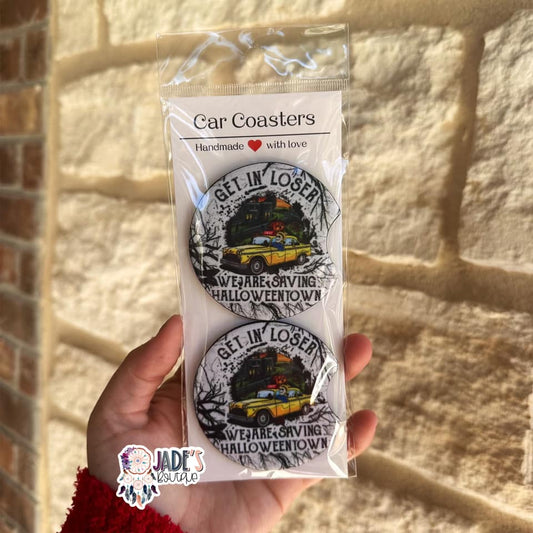 Car Coasters
Handmade ❤ with love
GET IN LOSER
WE ARE SAVING
HALLOWEENTOWN
GET IN LOSER
WE ARE SAVING
HALLOWEENTOWN
JADE'S
Boutique